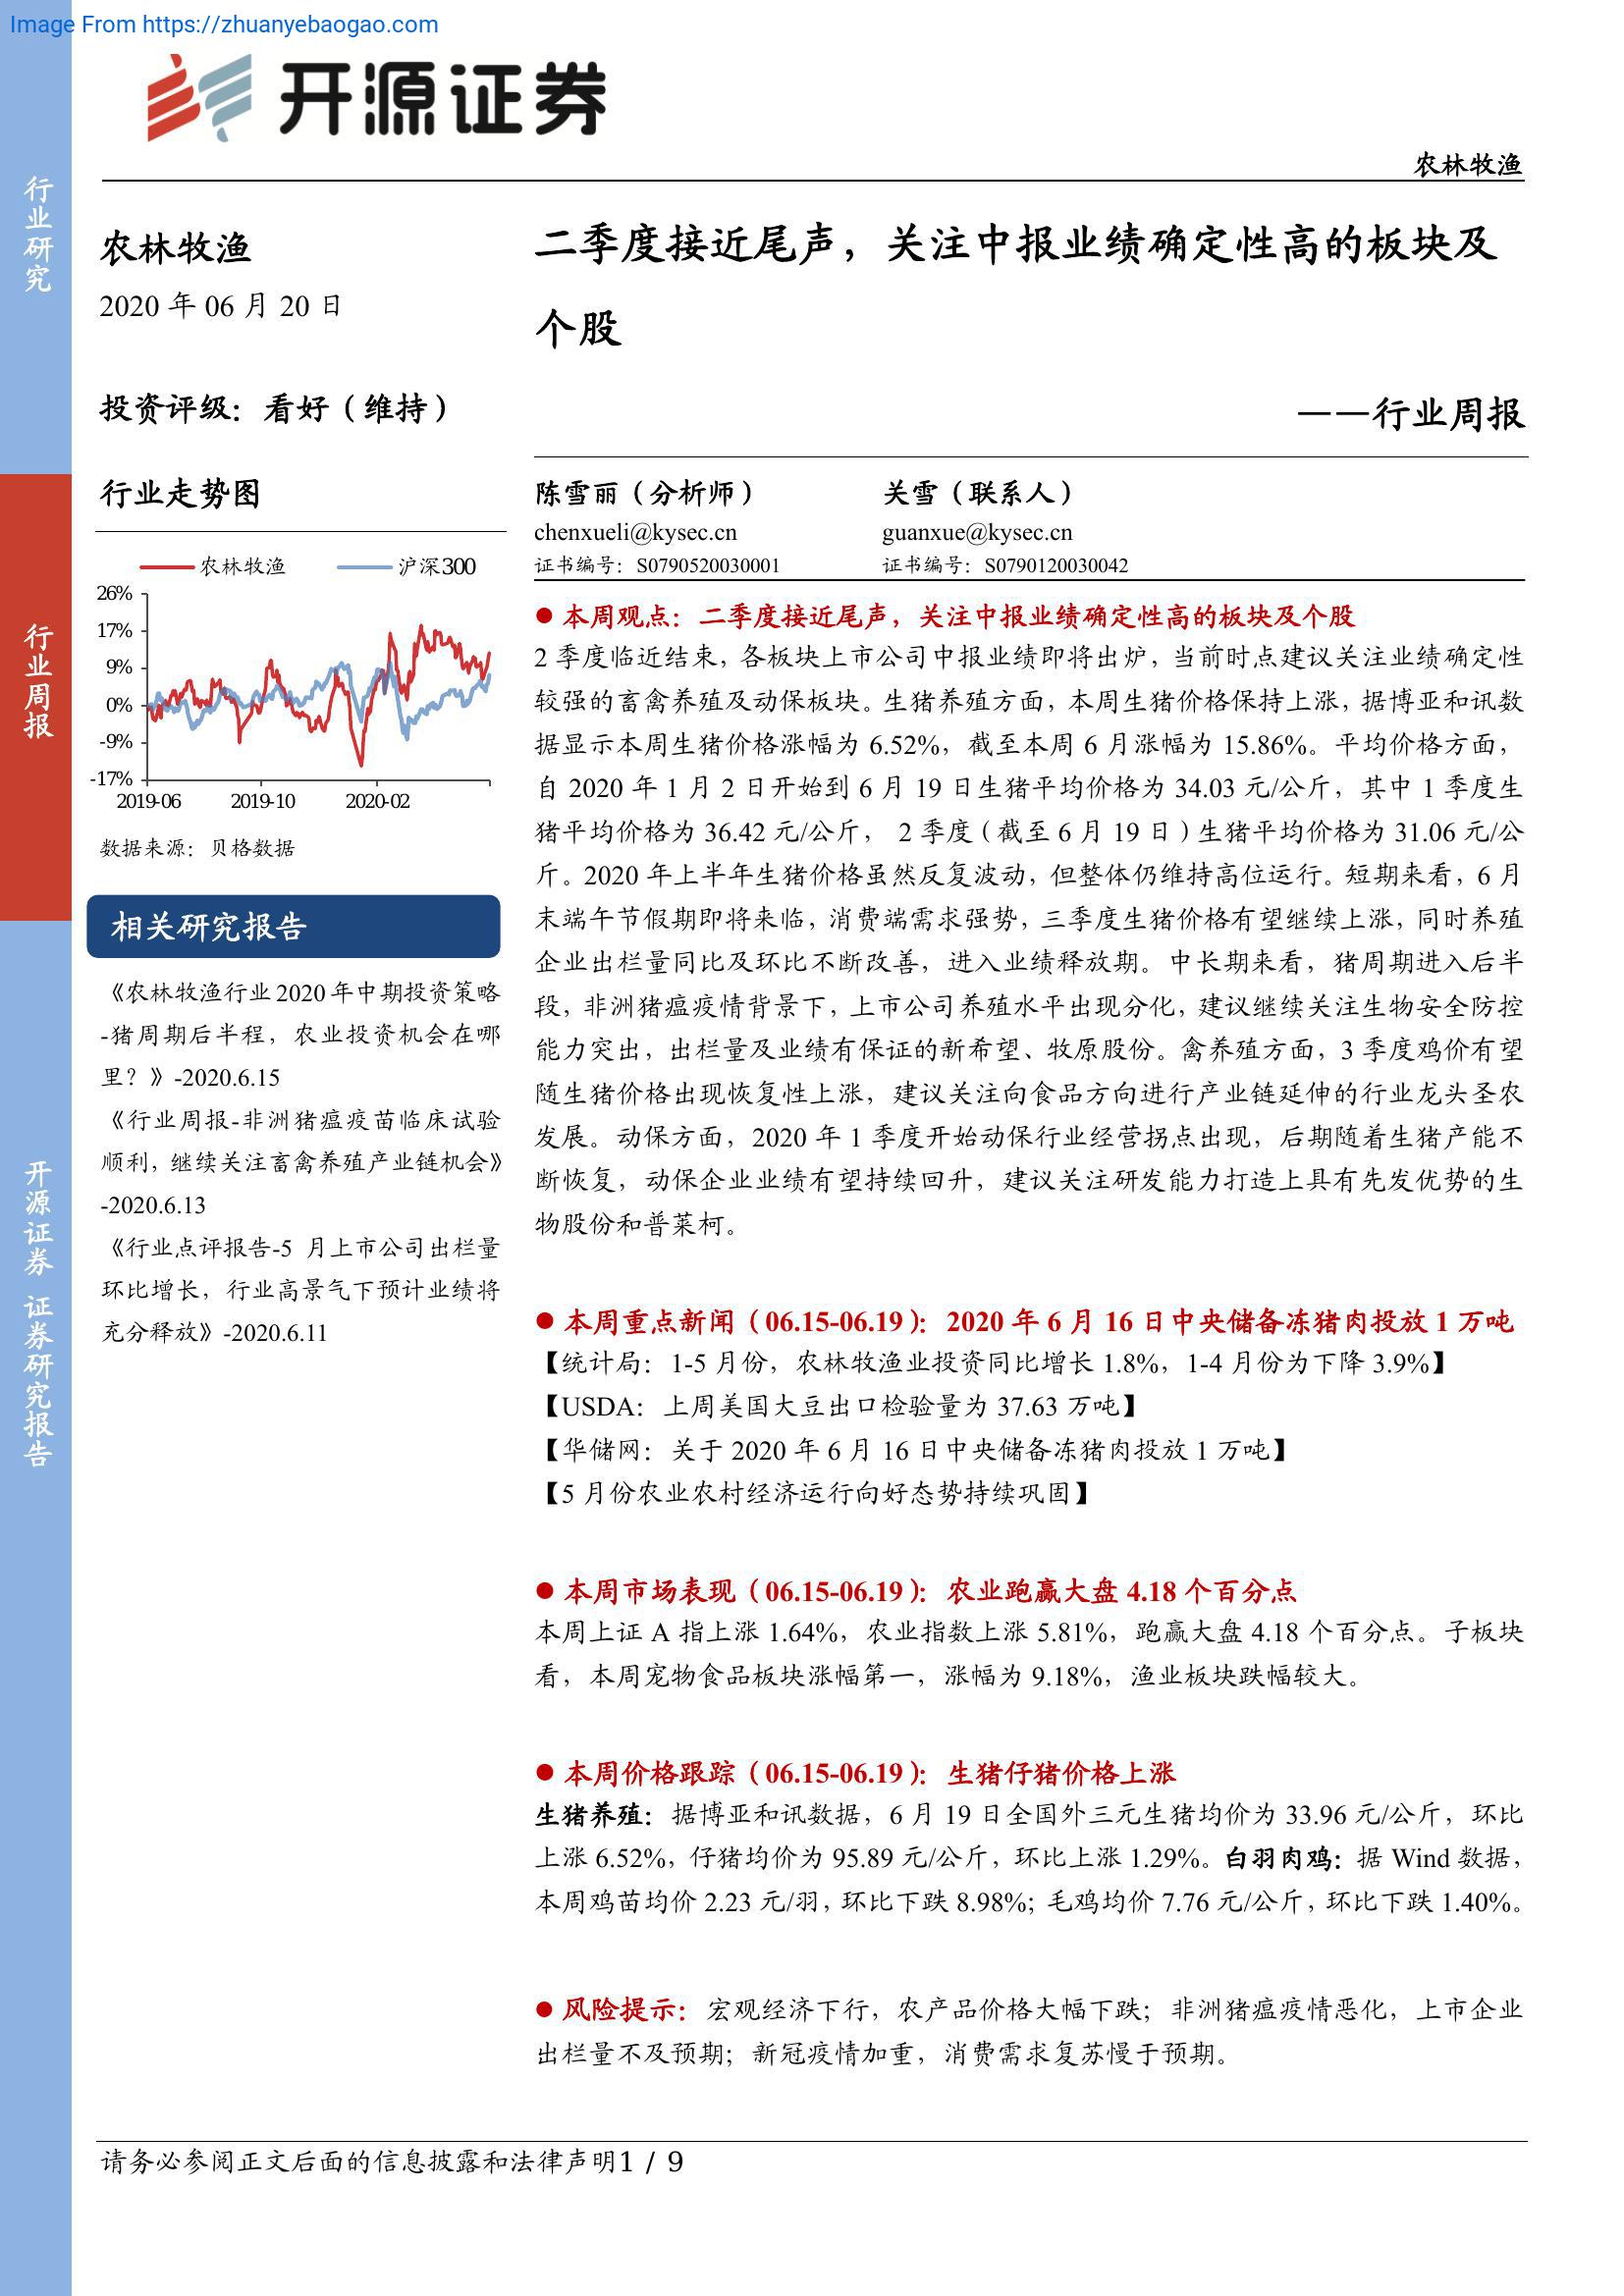 Image From https://zhuanyebaogao.com
开源证券
农林牧渔
行业研究
行业周报
开源证券 证券研究报告
农林牧渔
2020 年 06 月 20 日
投资评级：看好（维持）
行业走势图
农林牧渔 沪深300
26%
17%
9%
0%
-9%
-17%
2019-06 2019-10 2020-02
数据来源：贝格数据
相关研究报告
《农林牧渔行业 2020 年中期投资策略
-猪周期后半程，农业投资机会在哪
里？》-2020.6.15
《行业周报-非洲猪瘟疫苗临床试验
顺利，继续关注畜禽养殖产业链机会》
-2020.6.13
《行业点评报告-5 月上市公司出栏量
环比增长，行业高景气下预计业绩将
充分释放》-2020.6.11
二季度接近尾声，关注中报业绩确定性高的板块及
个股
——行业周报
陈雪丽（分析师） 关雪（联系人）
chenxueli@kysec.cn guanxue@kysec.cn
证书编号：S0790520030001 证书编号：S0790120030042
● 本周观点：二季度接近尾声，关注中报业绩确定性高的板块及个股
2 季度临近结束，各板块上市公司中报业绩即将出炉，当前时点建议关注业绩确定性
较强的畜禽养殖及动保板块。生猪养殖方面，本周生猪价格保持上涨，据博亚和讯数
据显示本周生猪价格涨幅为 6.52%，截至本周 6 月涨幅为 15.86%。平均价格方面，
自 2020 年 1 月 2 日开始到 6 月 19 日生猪平均价格为 34.03 元/公斤，其中 1 季度生
猪平均价格为 36.42 元/公斤， 2 季度（截至 6 月 19 日）生猪平均价格为 31.06 元/公
斤。2020 年上半年生猪价格虽然反复波动，但整体仍维持高位运行。短期来看，6 月
末端午节假期即将来临，消费端需求强势，三季度生猪价格有望继续上涨，同时养殖
企业出栏量同比及环比不断改善，进入业绩释放期。中长期来看，猪周期进入后半
段，非洲猪瘟疫情背景下，上市公司养殖水平出现分化，建议继续关注生物安全防控
能力突出，出栏量及业绩有保证的新希望、牧原股份。禽养殖方面，3 季度鸡价有望
随生猪价格出现恢复性上涨，建议关注向食品方向进行产业链延伸的行业龙头圣农
发展。动保方面，2020 年 1 季度开始动保行业经营拐点出现，后期随着生猪产能不
断恢复，动保企业业绩有望持续回升，建议关注研发能力打造上具有先发优势的生
物股份和普莱柯。
● 本周重点新闻（06.15-06.19）：2020 年 6 月 16 日中央储备冻猪肉投放 1 万吨
【统计局：1-5 月份，农林牧渔业投资同比增长 1.8%，1-4 月份为下降 3.9%】
【USDA：上周美国大豆出口检验量为 37.63 万吨】
【华储网：关于 2020 年 6 月 16 日中央储备冻猪肉投放 1 万吨】
【5 月份农业农村经济运行向好态势持续巩固】
● 本周市场表现（06.15-06.19）：农业跑赢大盘 4.18 个百分点
本周上证 A 指上涨 1.64%，农业指数上涨 5.81%，跑赢大盘 4.18 个百分点。子板块
看，本周宠物食品板块涨幅第一，涨幅为 9.18%，渔业板块跌幅较大。
● 本周价格跟踪（06.15-06.19）：生猪仔猪价格上涨
生猪养殖：据博亚和讯数据，6 月 19 日全国外三元生猪均价为 33.96 元/公斤，环比
上涨 6.52%，仔猪均价为 95.89 元/公斤，环比上涨 1.29%。白羽肉鸡：据 Wind 数据，
本周鸡苗均价 2.23 元/羽，环比下跌 8.98%；毛鸡均价 7.76 元/公斤，环比下跌 1.40%。
● 风险提示：宏观经济下行，农产品价格大幅下跌；非洲猪瘟疫情恶化，上市企业
出栏量不及预期；新冠疫情加重，消费需求复苏慢于预期。
请务必参阅正文后面的信息披露和法律声明1 / 9